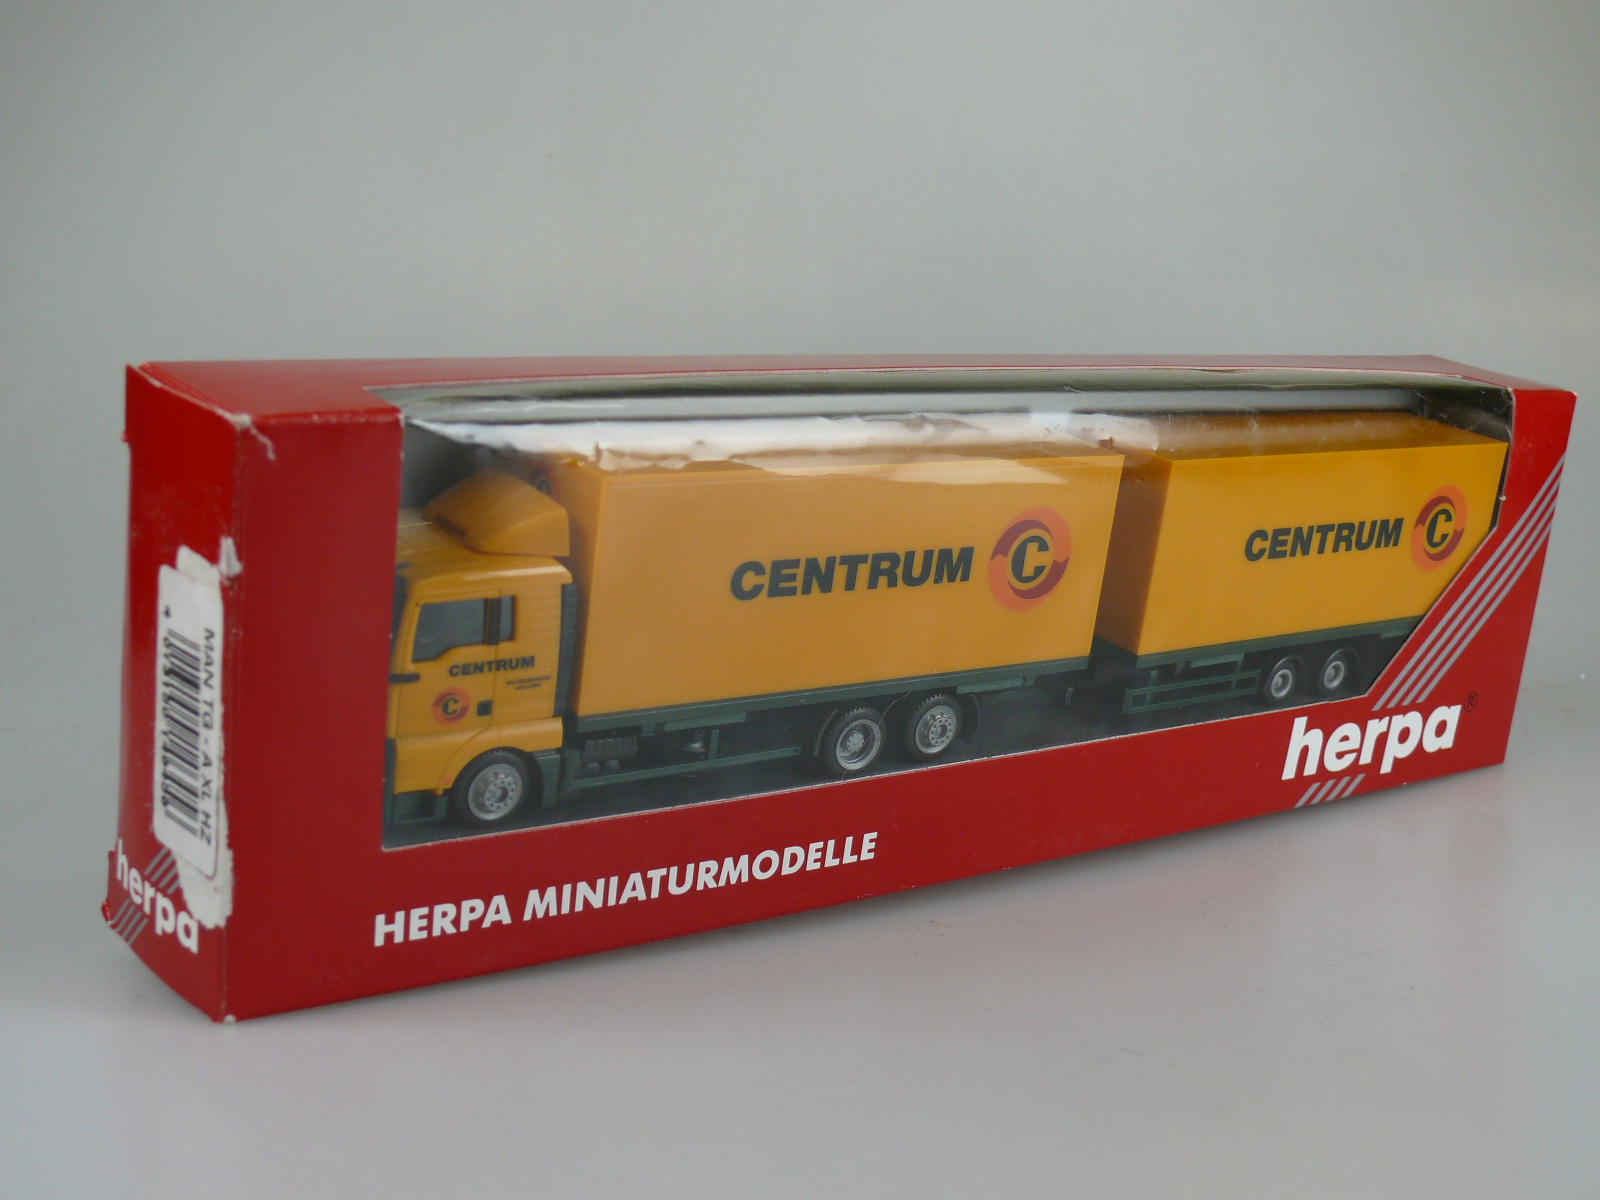 CENTRUM C
CENTRUM C
CENTRUM
C
MAN TG - A XL HZ
herpa
herpa®
HERPA MINIATURMODELLE